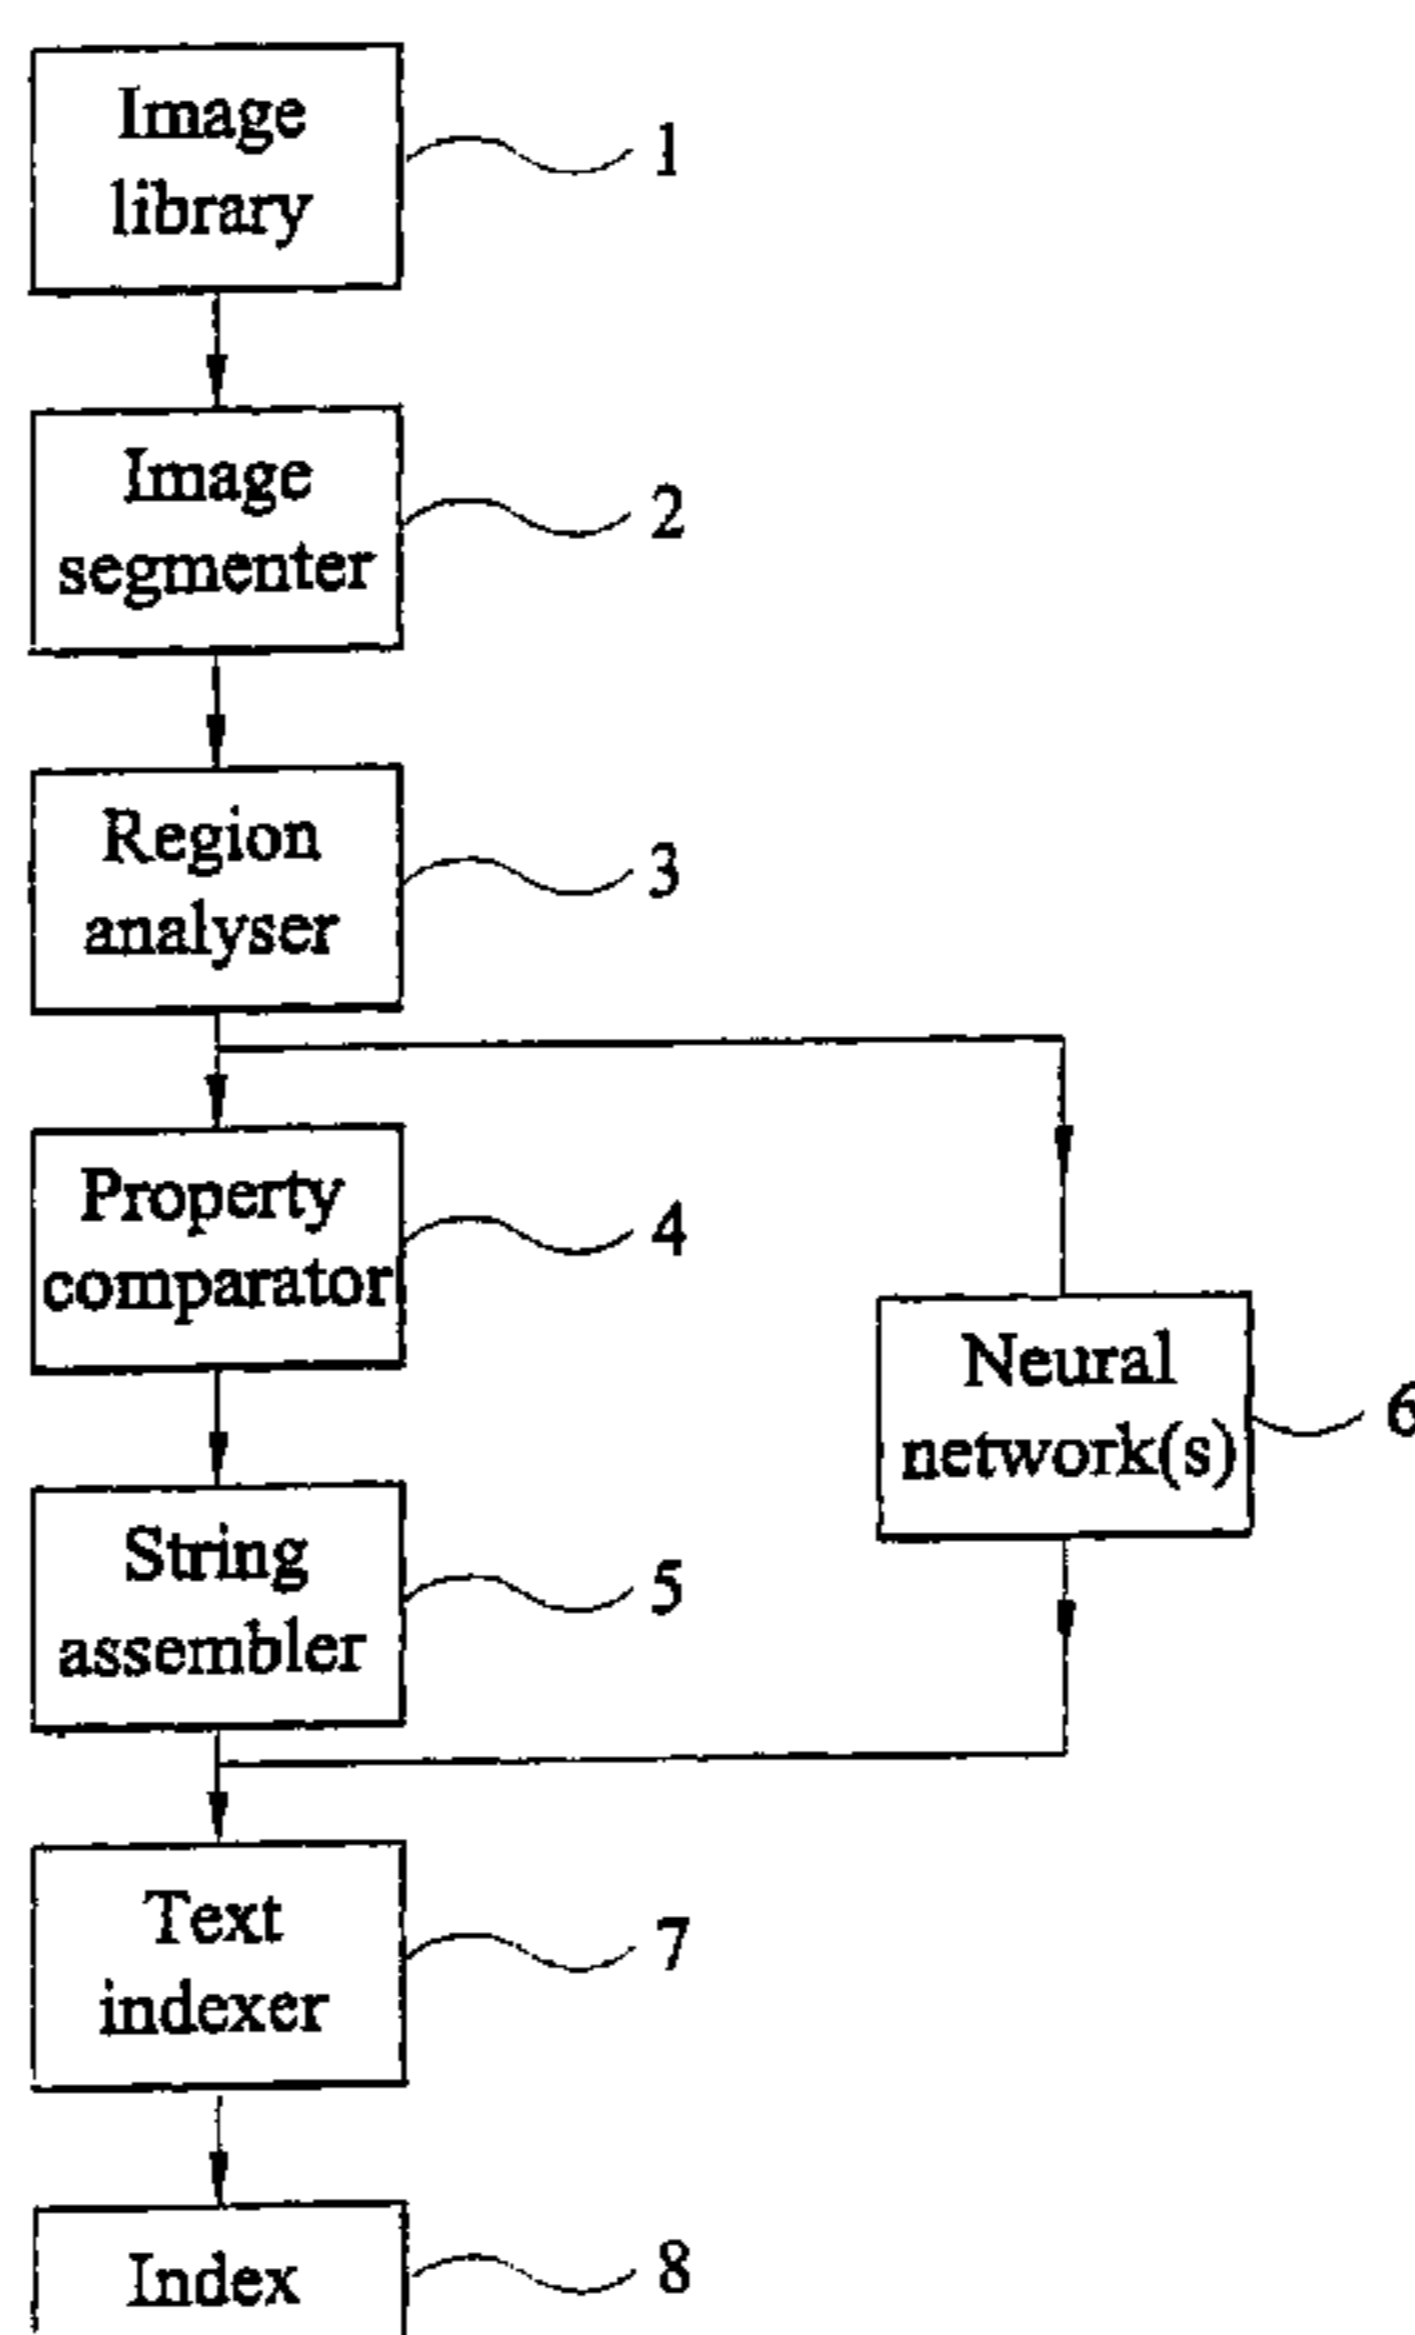 Image
library
1
Image
segmenter
2
Region
analyser
3
Property
comparator
4
Neural
network(s)
6
String
assembler
5
Text
indexer
7
Index
8